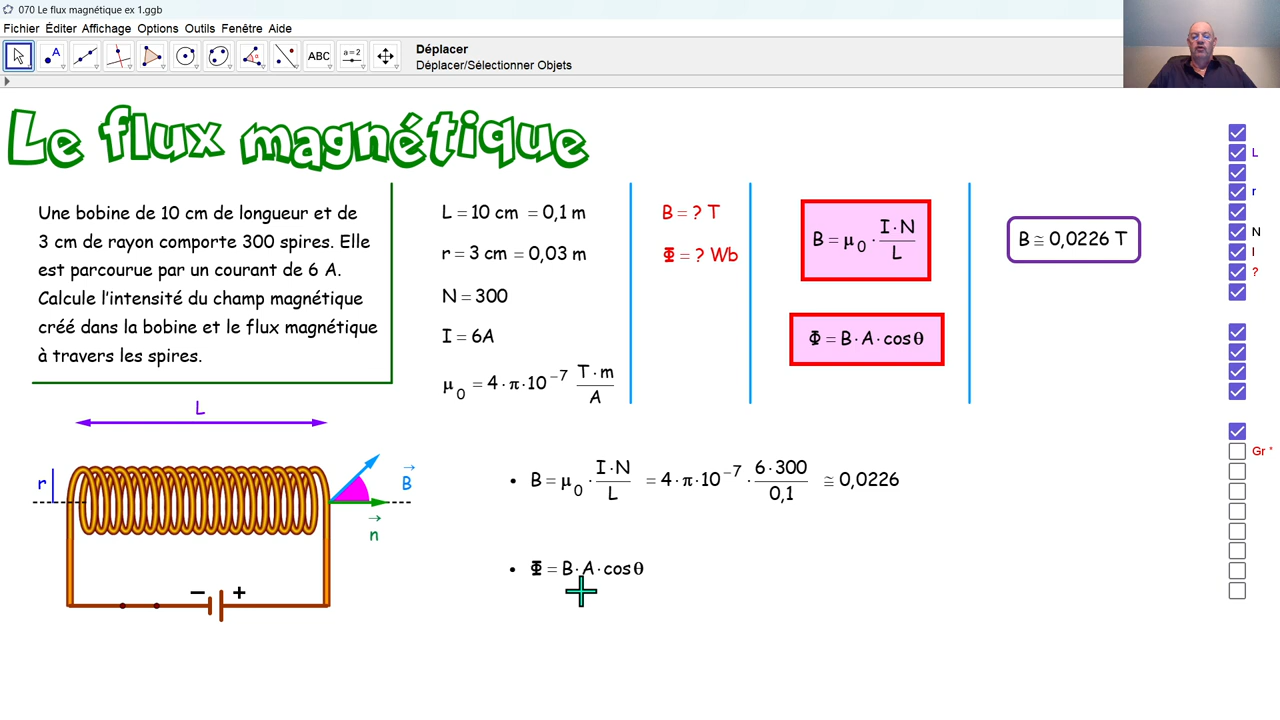 070 Le flux magnétique ex 1.ggb
Fichier Éditer Affichage Options Outils Fenêtre Aide
A
ABC
a=2
Déplacer
Déplacer/Sélectionner Objets
Le flux magnétique
Une bobine de 10 cm de longueur et de
3 cm de rayon comporte 300 spires. Elle
est parcourue par un courant de 6 A.
Calcule l'intensité du champ magnétique
créé dans la bobine et le flux magnétique
à travers les spires.
L = 10 cm = 0,1 m
r = 3 cm = 0,03 m
N = 300
I = 6A
μ₀ = 4·π·10⁻⁷ T·m/A
B = ? T
Φ = ? Wb
B = μ₀ · I·N/L
Φ = B·A·cosθ
B ≅ 0,0226 T
L
r
B
n
− +
• B = μ₀ · I·N/L = 4·π·10⁻⁷ · 6·300/0,1 ≅ 0,0226
• Φ = B·A·cosθ
L
r
N
I
?
Gr "